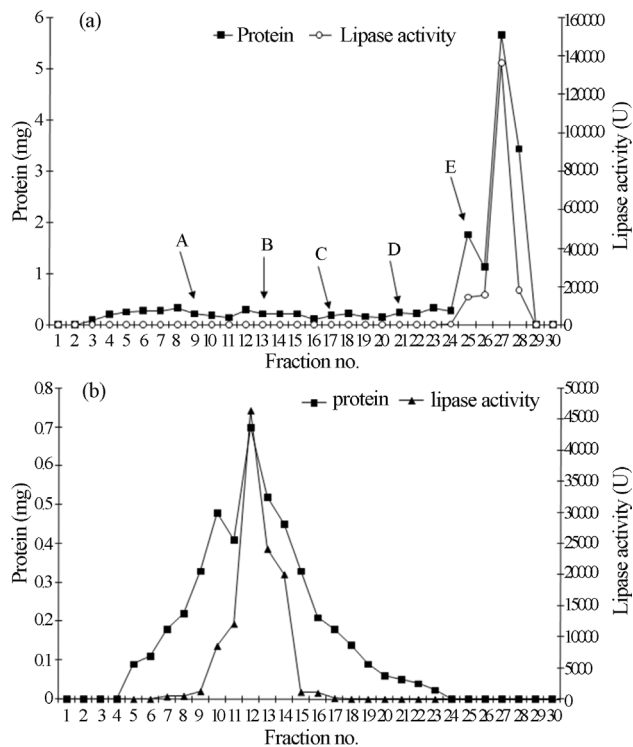 (a)
Protein Lipase activity
Protein (mg)
6
5
4
3
2
1
0
A B C D E
160000
140000
120000
100000
80000
60000
40000
20000
0
Lipase activity (U)
1 2 3 4 5 6 7 8 9 10 11 12 13 14 15 16 17 18 19 20 21 22 23 24 25 26 27 28 29 30
Fraction no.
(b)
protein lipase activity
Protein (mg)
0.8
0.7
0.6
0.5
0.4
0.3
0.2
0.1
0
50000
45000
40000
35000
30000
25000
20000
15000
10000
5000
0
Lipase activity (U)
1 2 3 4 5 6 7 8 9 10 11 12 13 14 15 16 17 18 19 20 21 22 23 24 25 26 27 28 29 30
Fraction no.